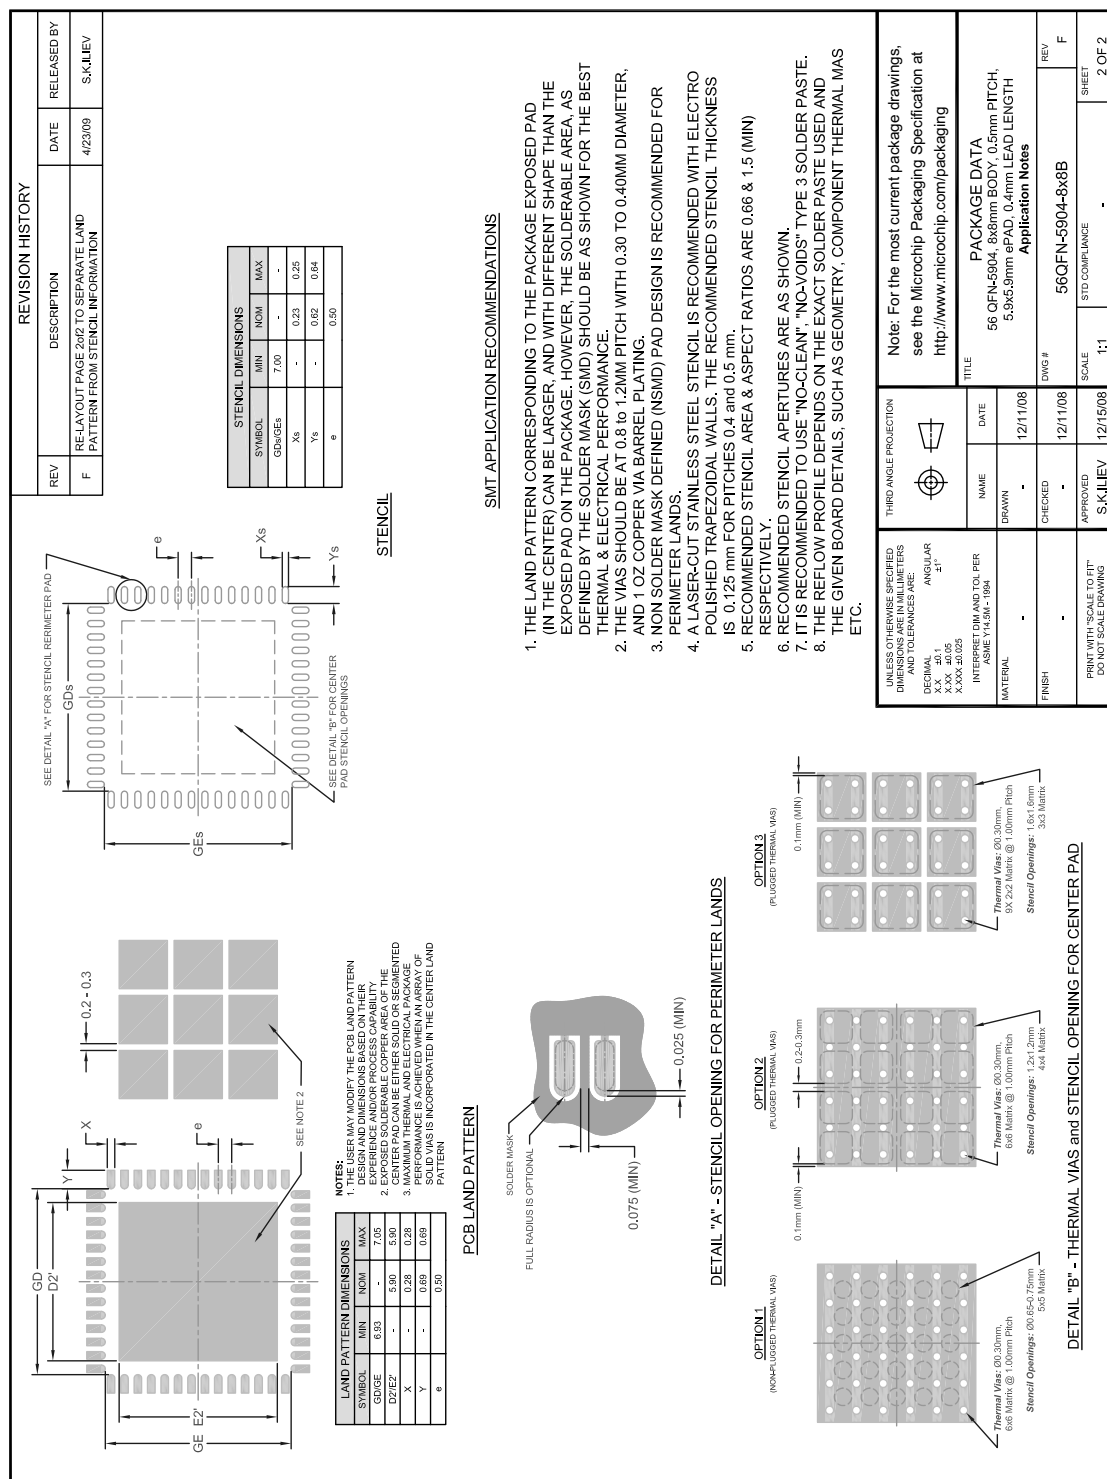 REVISION HISTORY
REV DESCRIPTION DATE RELEASED BY
F RE-LAYOUT PAGE 2of2 TO SEPARATE LAND PATTERN FROM STENCIL INFORMATION 4/23/09 S.K.ILIEV
GD
D2'
GE
E2'
Y
X
e
0.2 - 0.3
SEE NOTE 2
LAND PATTERN DIMENSIONS
SYMBOL MIN NOM MAX
GD/GE 6.93 - 7.05
D2'/E2' - 5.90 5.90
X - 0.28 0.28
Y - 0.69 0.69
e 0.50
NOTES:
1. THE USER MAY MODIFY THE PCB LAND PATTERN
DESIGN AND DIMENSIONS BASED ON THEIR
EXPERIENCE AND/OR PROCESS CAPABILITY
2. EXPOSED SOLDERABLE COPPER AREA OF THE
CENTER PAD CAN BE EITHER SOLID OR SEGMENTED
3. MAXIMUM THERMAL AND ELECTRICAL PACKAGE
PERFORMANCE IS ACHIEVED WHEN AN ARRAY OF
SOLID VIAS IS INCORPORATED IN THE CENTER LAND
PATTERN
PCB LAND PATTERN
SEE DETAIL "A" FOR STENCIL RERIMETER PAD
GDs
GEs
e
Xs
Ys
SEE DETAIL "B" FOR CENTER
PAD STENCIL OPENINGS
STENCIL
STENCIL DIMENSIONS
SYMBOL MIN NOM MAX
GDs/GEs 7.00 - -
Xs - 0.23 0.25
Ys - 0.62 0.64
e 0.50
SOLDER MASK
FULL RADIUS IS OPTIONAL
0.075 (MIN)
0.025 (MIN)
DETAIL "A" - STENCIL OPENING FOR PERIMETER LANDS
SMT APPLICATION RECOMMENDATIONS
1. THE LAND PATTERN CORRESPONDING TO THE PACKAGE EXPOSED PAD
(IN THE CENTER) CAN BE LARGER, AND WITH DIFFERENT SHAPE THAN THE
EXPOSED PAD ON THE PACKAGE. HOWEVER, THE SOLDERABLE AREA, AS
DEFINED BY THE SOLDER MASK (SMD) SHOULD BE AS SHOWN FOR THE BEST
THERMAL & ELECTRICAL PERFORMANCE.
2. THE VIAS SHOULD BE AT 0.8 to 1.2MM PITCH WITH 0.30 TO 0.40MM DIAMETER,
AND 1 OZ COPPER VIA BARREL PLATING.
3. NON SOLDER MASK DEFINED (NSMD) PAD DESIGN IS RECOMMENDED FOR
PERIMETER LANDS.
4. A LASER-CUT STAINLESS STEEL STENCIL IS RECOMMENDED WITH ELECTRO
POLISHED TRAPEZOIDAL WALLS. THE RECOMMENDED STENCIL THICKNESS
IS 0.125 mm FOR PITCHES 0.4 and 0.5 mm.
5. RECOMMENDED STENCIL AREA & ASPECT RATIOS ARE 0.66 & 1.5 (MIN)
RESPECTIVELY.
6. RECOMMENDED STENCIL APERTURES ARE AS SHOWN.
7. IT IS RECOMMENDED TO USE "NO-CLEAN", "NO-VOIDS" TYPE 3 SOLDER PASTE.
8. THE REFLOW PROFILE DEPENDS ON THE EXACT SOLDER PASTE USED AND
THE GIVEN BOARD DETAILS, SUCH AS GEOMETRY, COMPONENT THERMAL MAS
ETC.
OPTION 1
(NON-PLUGGED THERMAL VIAS)
Thermal Vias: Ø0.30mm,
6x6 Matrix @ 1.00mm Pitch
Stencil Openings: Ø0.65-0.75mm
5x5 Matrix
OPTION 2
(PLUGGED THERMAL VIAS)
0.1mm (MIN)
0.2-0.3mm
Thermal Vias: Ø0.30mm,
6x6 Matrix @ 1.00mm Pitch
Stencil Openings: 1.2x1.2mm
4x4 Matrix
OPTION 3
(PLUGGED THERMAL VIAS)
0.1mm (MIN)
Thermal Vias: Ø0.30mm,
9X 2x2 Matrix @ 1.00mm Pitch
Stencil Openings: 1.6x1.6mm
3x3 Matrix
DETAIL "B" - THERMAL VIAS and STENCIL OPENING FOR CENTER PAD
UNLESS OTHERWISE SPECIFIED
DIMENSIONS ARE IN MILLIMETERS
AND TOLERANCES ARE:
DECIMAL ANGULAR
X.X ±0.1 ±1°
X.XX ±0.05
X.XXX ±0.025
INTERPRET DIM AND TOL PER
ASME Y14.5M - 1994
MATERIAL
-
FINISH
-
PRINT WITH "SCALE TO FIT"
DO NOT SCALE DRAWING
THIRD ANGLE PROJECTION
NAME DATE
DRAWN
- 12/11/08
CHECKED
- 12/11/08
APPROVED
S.K.ILIEV 12/15/08
Note: For the most current package drawings,
see the Microchip Packaging Specification at
http://www.microchip.com/packaging
TITLE
PACKAGE DATA
56 QFN-5904, 8x8mm BODY, 0.5mm PITCH,
5.9x5.9mm ePAD, 0.4mm LEAD LENGTH
Application Notes
DWG # REV
56QFN-5904-8x8B F
SCALE STD COMPLIANCE SHEET
1:1 - 2 OF 2